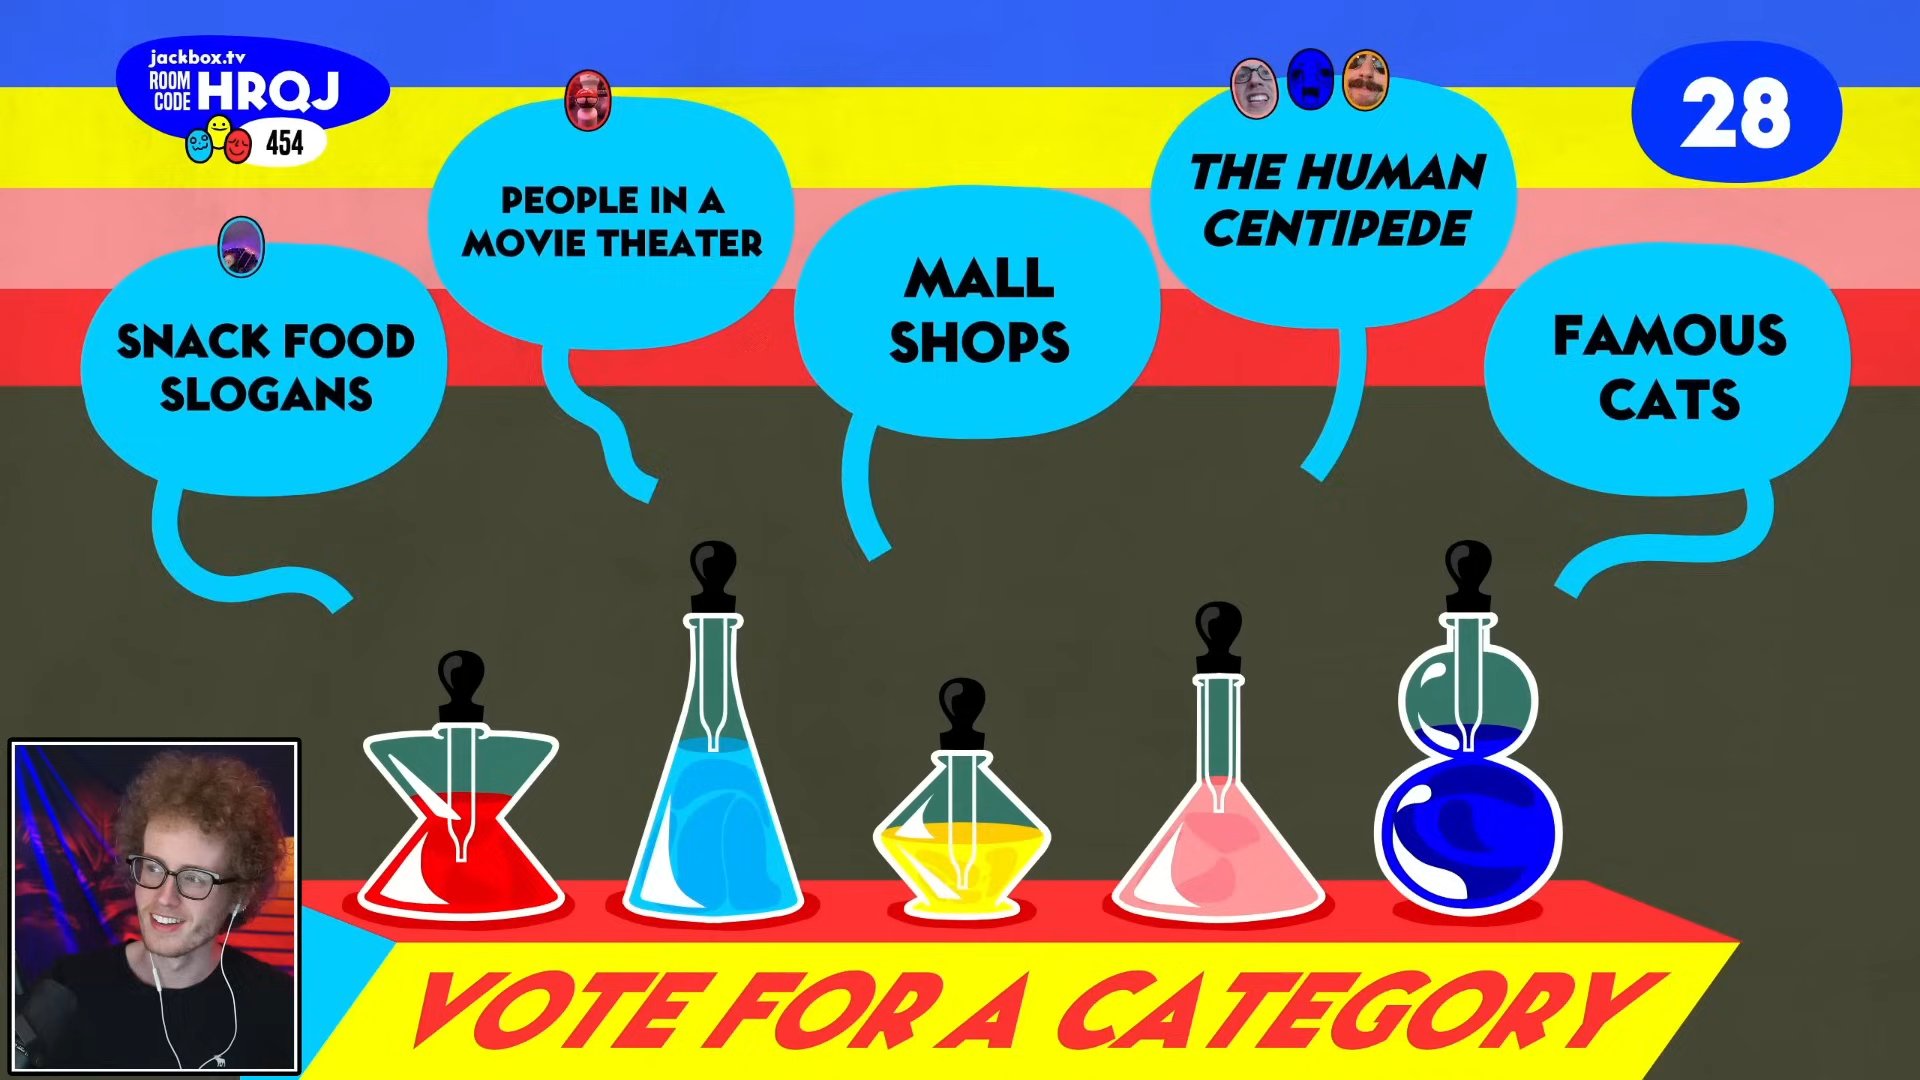 jackbox.tv
ROOM CODE HRQJ
454
28
SNACK FOOD
SLOGANS
PEOPLE IN A
MOVIE THEATER
MALL
SHOPS
THE HUMAN
CENTIPEDE
FAMOUS
CATS
VOTE FOR A CATEGORY